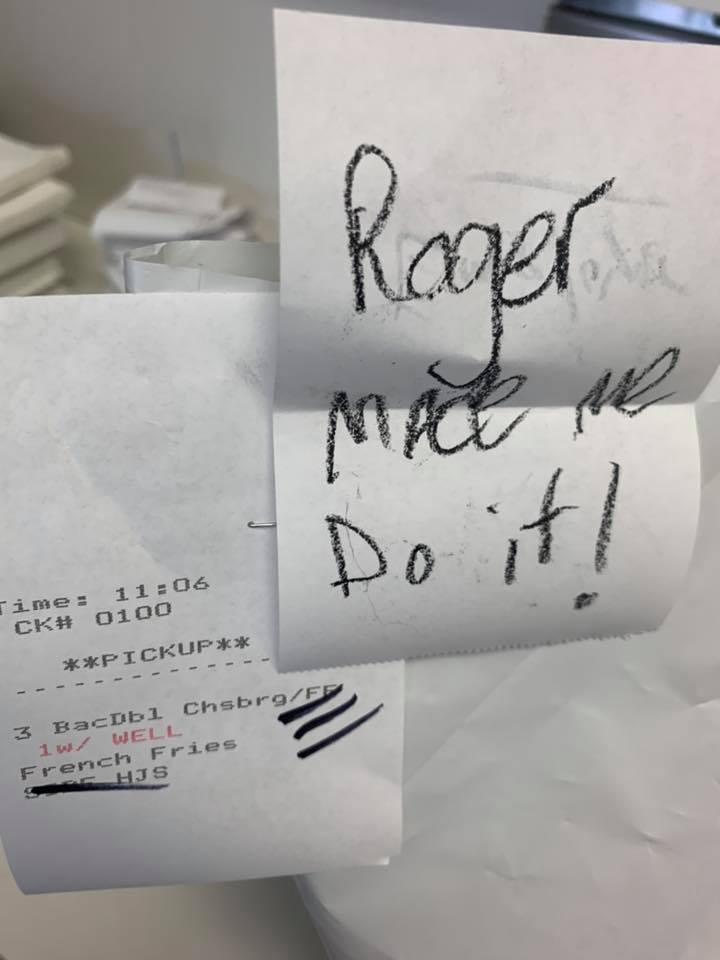 Roger
made me
Do it!
Time: 11:06
CK# 0100
**PICKUP**
--------------
3 BacDbl Chsbrg/FF
1w/ WELL
French Fries
HJS